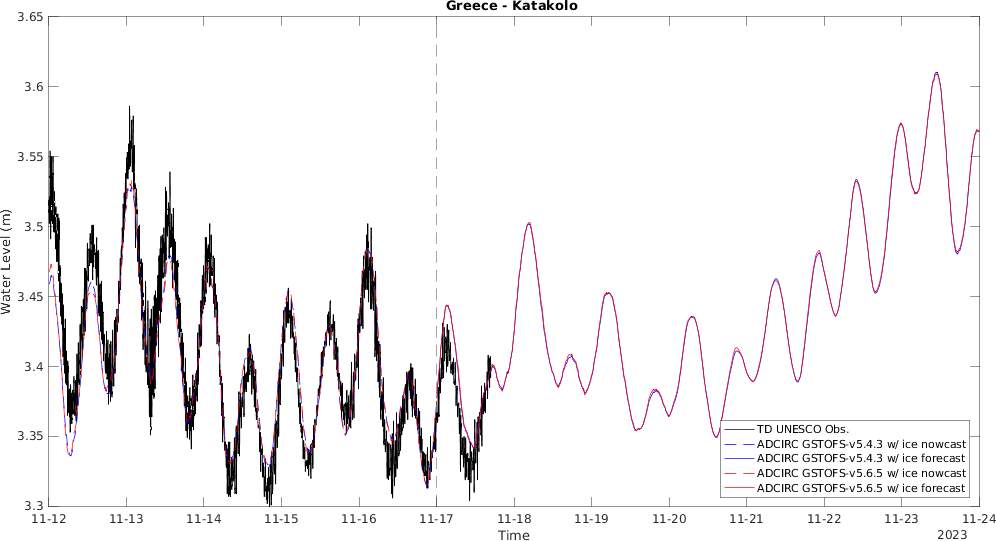 Greece - Katakolo
3.65
3.6
3.55
3.5
3.45
3.4
3.35
3.3
Water Level (m)
TD UNESCO Obs.
ADCIRC GSTOFS-v5.4.3 w/ ice nowcast
ADCIRC GSTOFS-v5.4.3 w/ ice forecast
ADCIRC GSTOFS-v5.6.5 w/ ice nowcast
ADCIRC GSTOFS-v5.6.5 w/ ice forecast
11-12 11-13 11-14 11-15 11-16 11-17 11-18 11-19 11-20 11-21 11-22 11-23 11-24
Time
2023